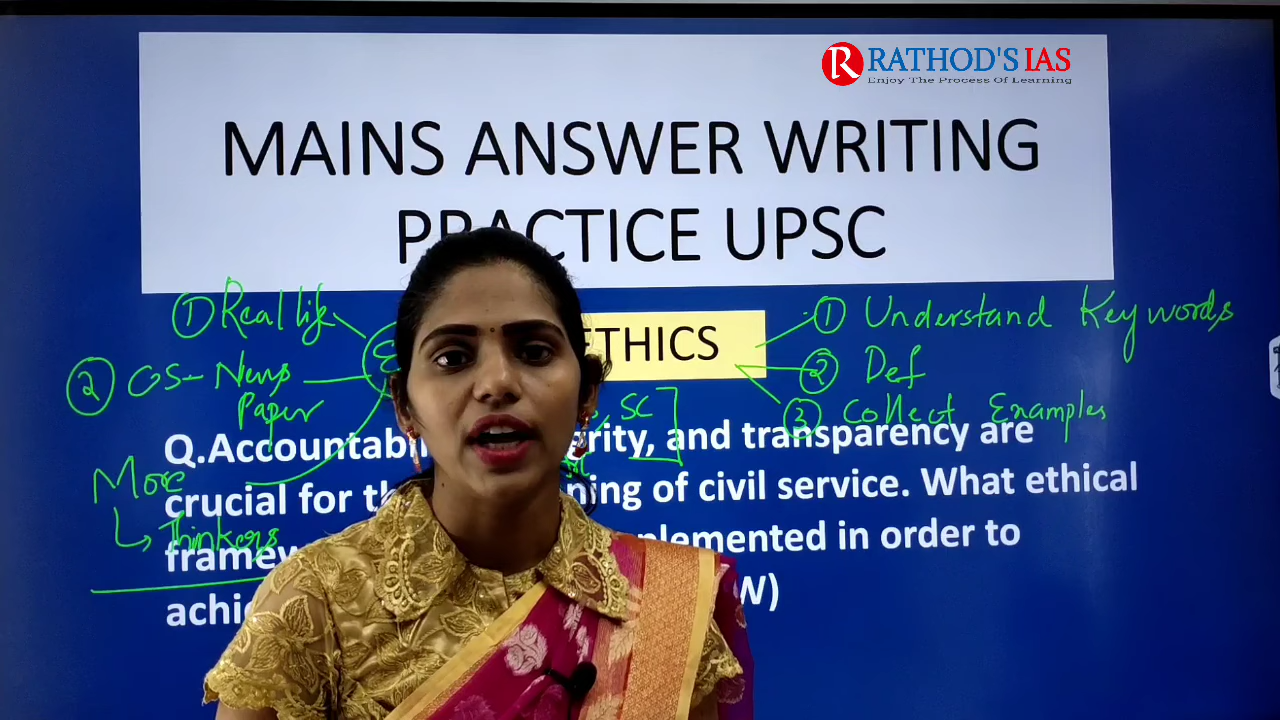 R RATHOD'S IAS
Enjoy The Process Of Learning
MAINS ANSWER WRITING
PRACTICE UPSC
① Real life
② GS- News
Paper
More
↳ Thinkers
ETHICS
① Understand Keywords
② Def
③ Collect Examples
, SC
Q.Accountabi rity, and transparency are
crucial for th ning of civil service. What ethical
framew plemented in order to
achi W)